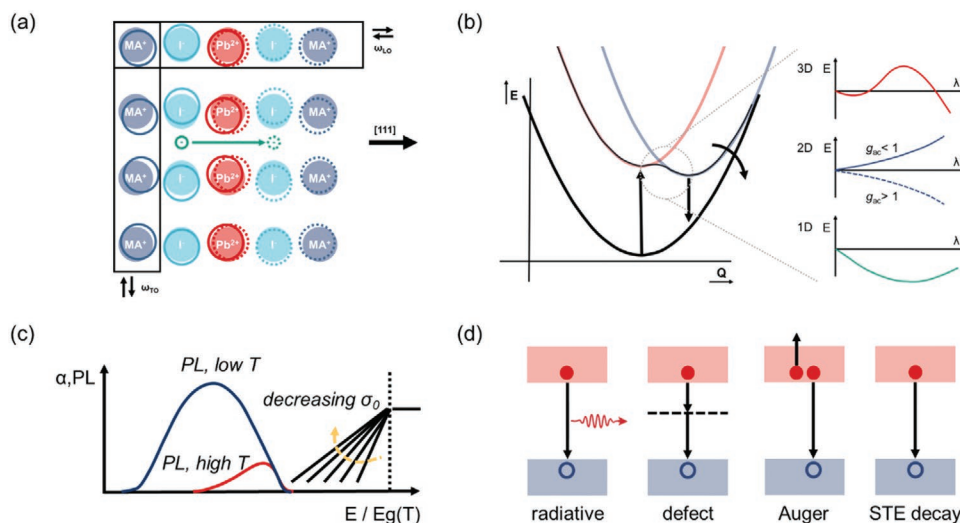 (a)
MA⁺ I⁻ Pb²⁺ I⁻ MA⁺
ω_LO
MA⁺ I⁻ Pb²⁺ I⁻ MA⁺
[111]
MA⁺ I⁻ Pb²⁺ I⁻ MA⁺
MA⁺ I⁻ Pb²⁺ I⁻ MA⁺
ω_TO
(b)
E
Q
3D E
λ
2D E
g_ac < 1
λ
g_ac > 1
1D E
λ
(c)
α,PL
PL, low T
decreasing σ₀
PL, high T
E / Eg(T)
(d)
radiative defect Auger STE decay